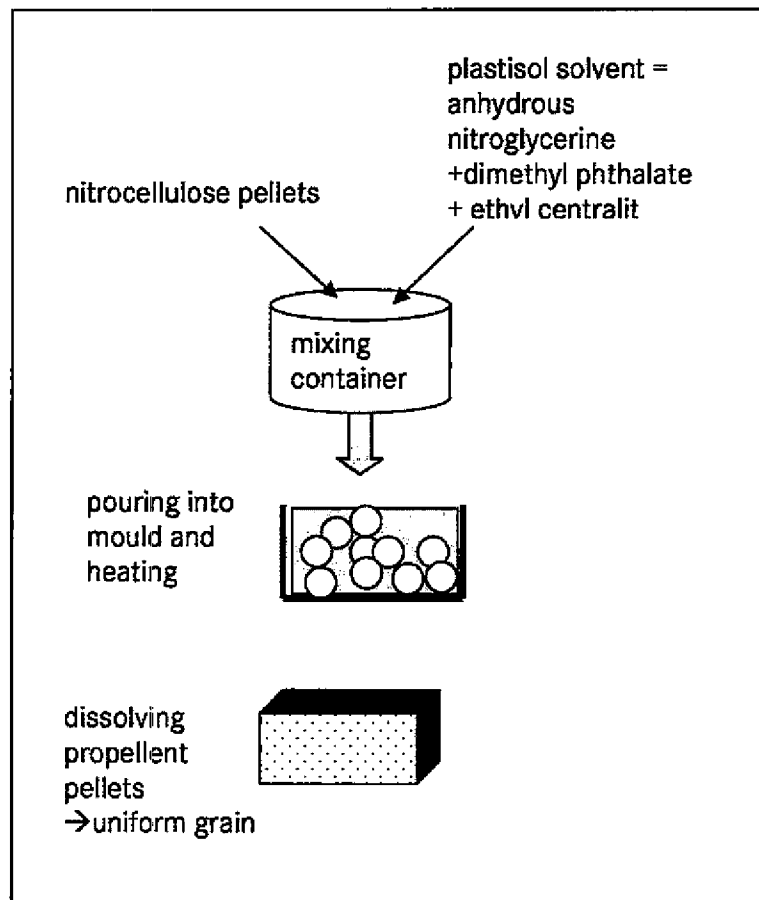 plastisol solvent =
anhydrous
nitroglycerine
+dimethyl phthalate
+ ethvl centralit
nitrocellulose pellets
mixing
container
pouring into
mould and
heating
dissolving
propellent
pellets
→uniform grain